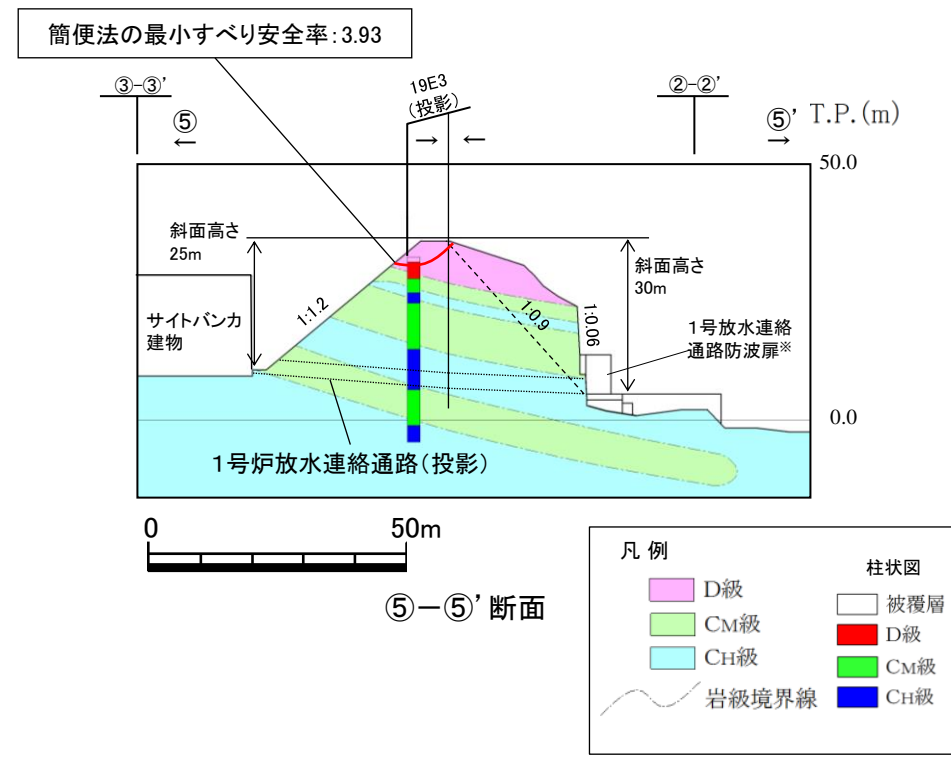 簡便法の最小すべり安全率：3.93
③-③’
19E3
(投影)
②-②’
⑤
←
→ ←
⑤’
→
T.P.(m)
50.0
斜面高さ
25m
斜面高さ
30m
サイトバンカ
建物
1:1.2
1:0.9
1:0.06
1号放水連絡
通路防波扉※
0.0
1号炉放水連絡通路(投影)
0
50m
⑤－⑤’断面
凡 例
D級
CM級
CH級
岩級境界線
柱状図
被覆層
D級
CM級
CH級